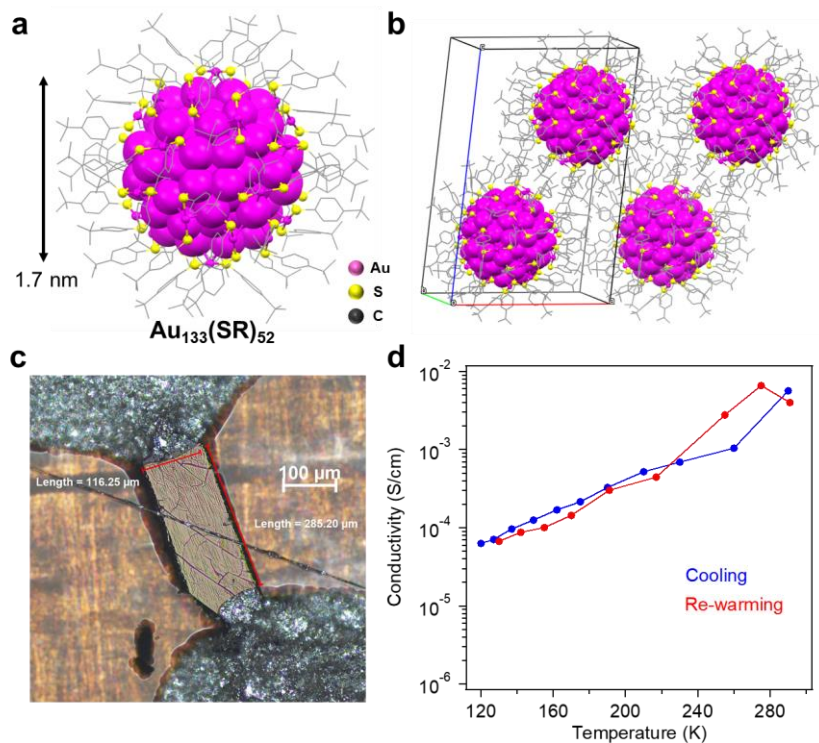 a
1.7 nm
Au
S
C
Au₁₃₃(SR)₅₂
b
c
Length = 116.25 µm
100 µm
Length = 285.20 µm
d
Conductivity (S/cm)
10⁻²
10⁻³
10⁻⁴
10⁻⁵
10⁻⁶
Cooling
Re-warming
120 160 200 240 280
Temperature (K)